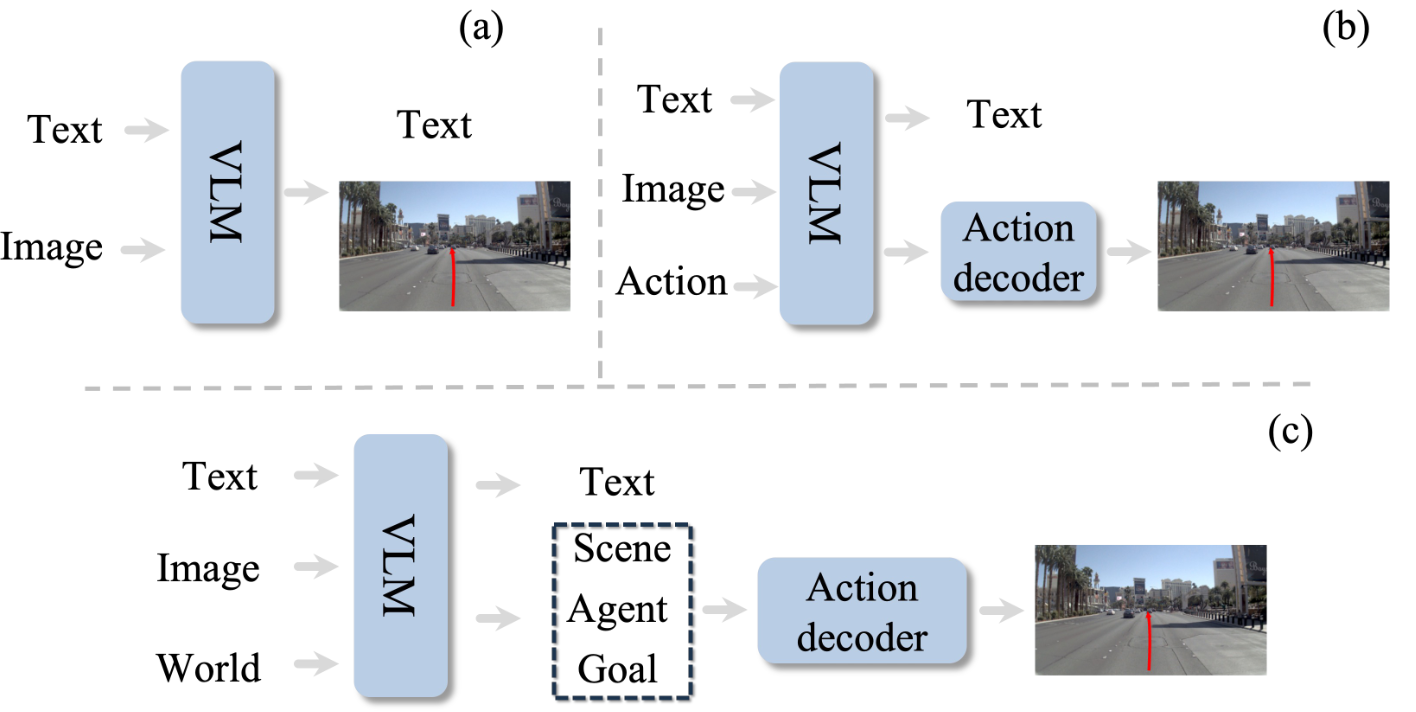 (a)
Text
Image
VLM
Text
(b)
Text
Image
Action
VLM
Text
Action
decoder
(c)
Text
Image
World
VLM
Text
Scene
Agent
Goal
Action
decoder